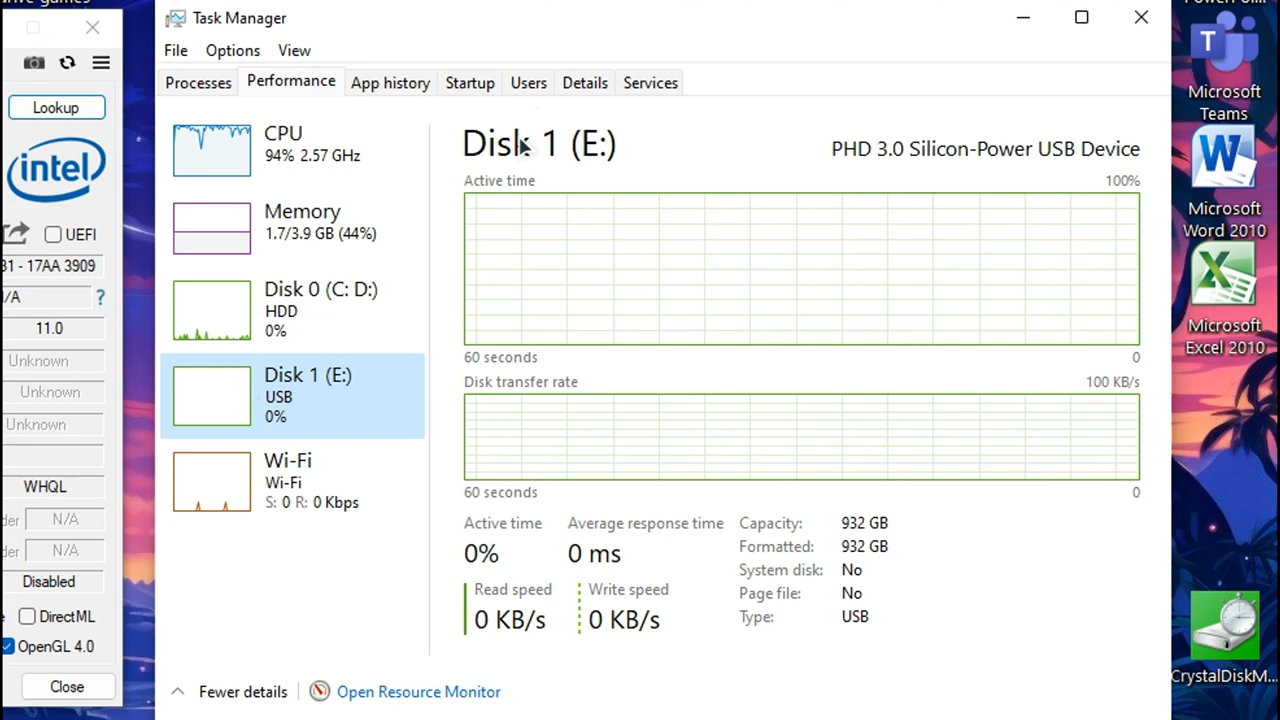 Task Manager
File Options View
Processes Performance App history Startup Users Details Services
Lookup
intel
UEFI
31 - 17AA 3909
/A ?
11.0
Unknown
Unknown
Unknown
WHQL
der N/A
der N/A
Disabled
DirectML
OpenGL 4.0
Close
CPU
94% 2.57 GHz
Memory
1.7/3.9 GB (44%)
Disk 0 (C: D:)
HDD
0%
Disk 1 (E:)
USB
0%
Wi-Fi
Wi-Fi
S: 0 R: 0 Kbps
Disk 1 (E:) PHD 3.0 Silicon-Power USB Device
Active time 100%
60 seconds 0
Disk transfer rate 100 KB/s
60 seconds 0
Active time Average response time
0% 0 ms
Read speed Write speed
0 KB/s 0 KB/s
Capacity: 932 GB
Formatted: 932 GB
System disk: No
Page file: No
Type: USB
Fewer details Open Resource Monitor
T
Microsoft
Teams
W
Microsoft
Word 2010
X
Microsoft
Excel 2010
CrystalDiskM...